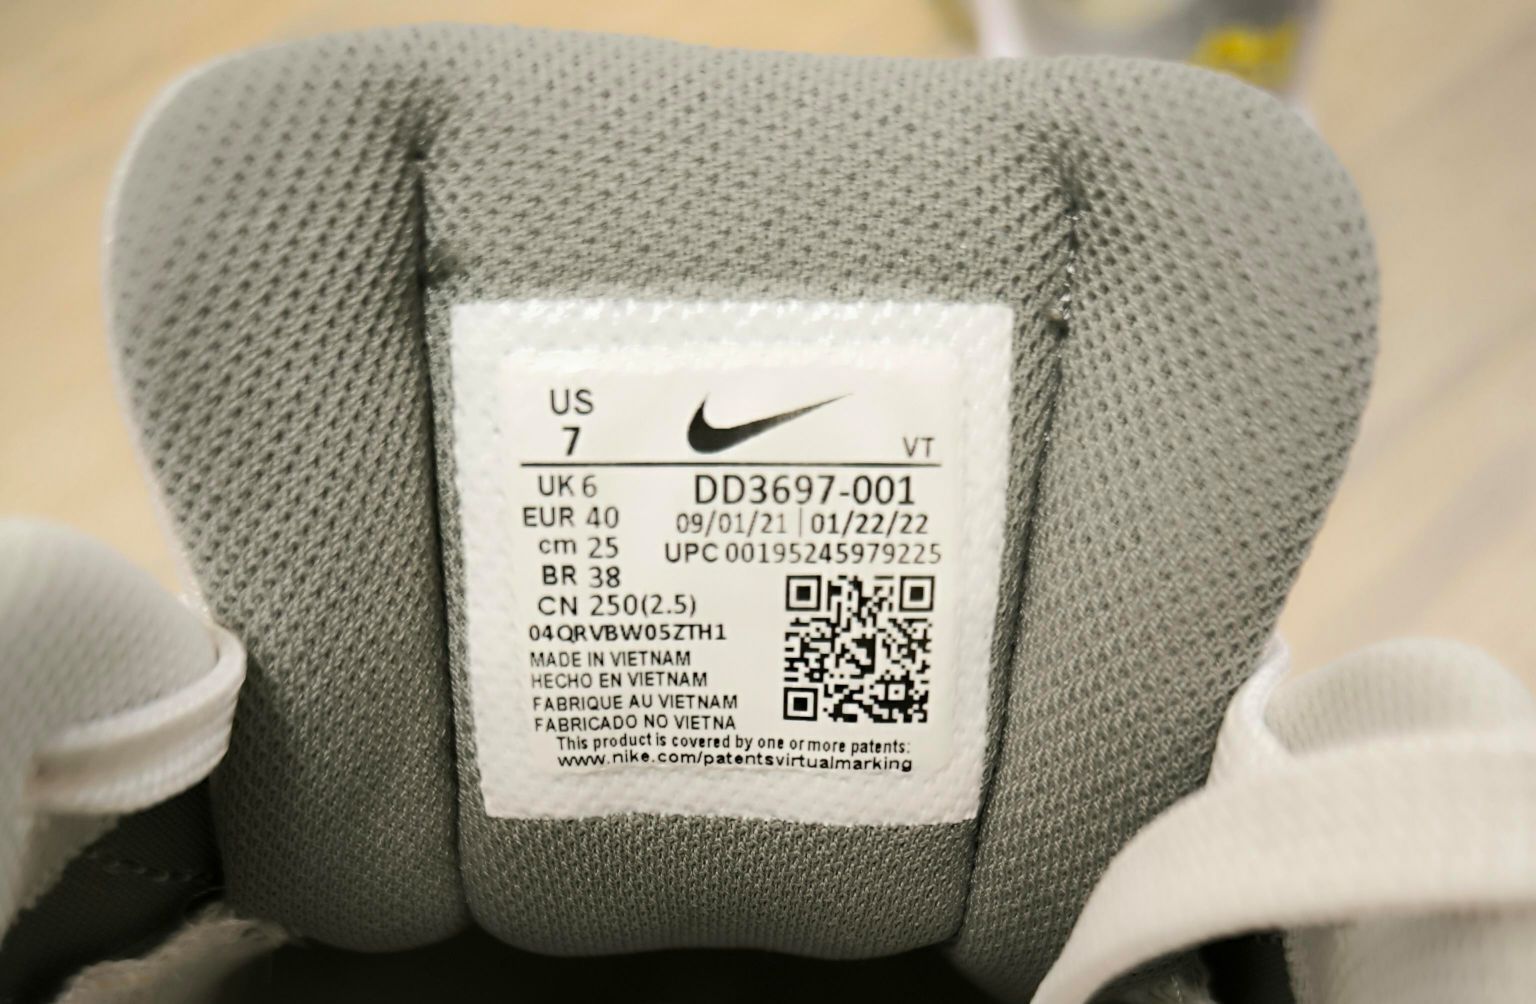 US
7
VT
UK 6
EUR 40
cm 25
BR 38
CN 250(2.5)
DD3697-001
09/01/21 | 01/22/22
UPC 00195245979225
04QRVBW05ZTH1
MADE IN VIETNAM
HECHO EN VIETNAM
FABRIQUE AU VIETNAM
FABRICADO NO VIETNA
This product is covered by one or more patents:
www.nike.com/patentsvirtualmarking